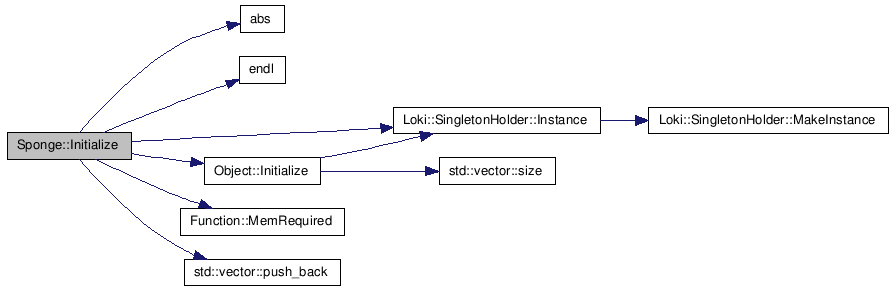 abs
endl
Loki::SingletonHolder::Instance
Loki::SingletonHolder::MakeInstance
Sponge::Initialize
Object::Initialize
std::vector::size
Function::MemRequired
std::vector::push_back